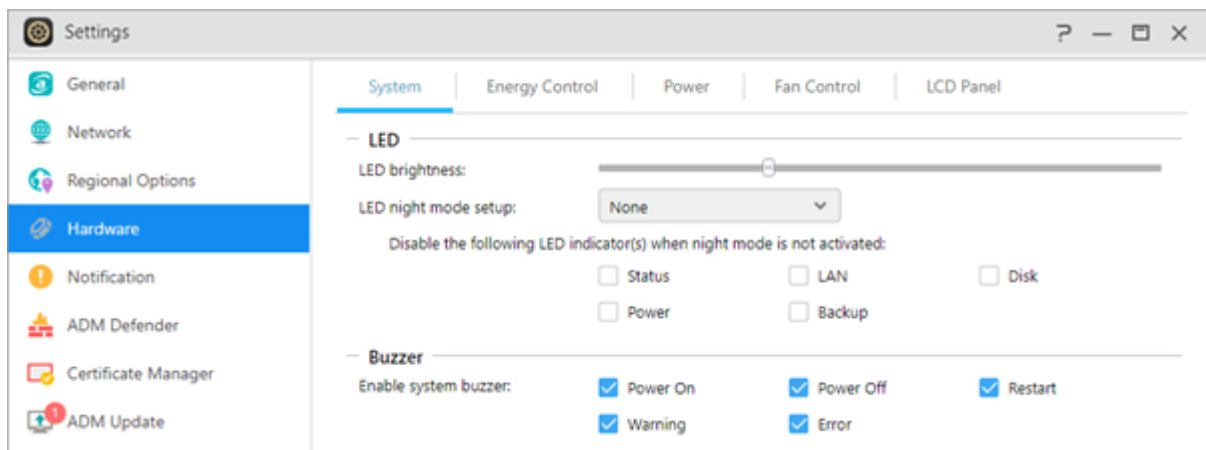 Settings
General
Network
Regional Options
Hardware
Notification
ADM Defender
Certificate Manager
1
ADM Update
System Energy Control Power Fan Control LCD Panel
LED
LED brightness:
LED night mode setup: None
Disable the following LED indicator(s) when night mode is not activated:
Status LAN Disk
Power Backup
Buzzer
Enable system buzzer: Power On Power Off Restart
Warning Error